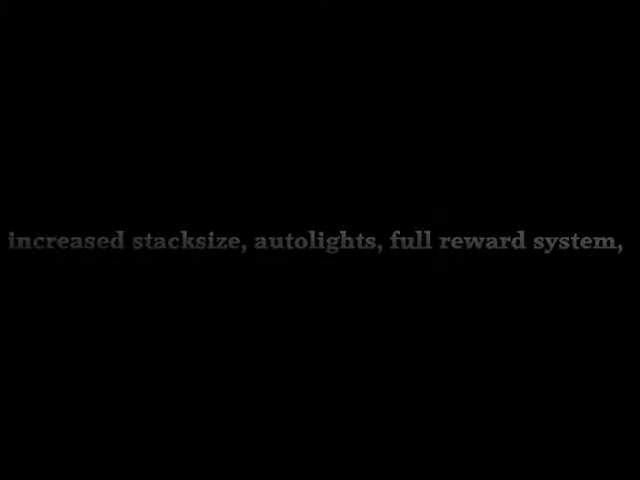 increased stacksize, autolights, full reward system,